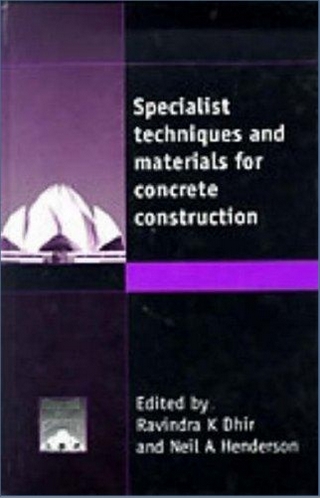 Specialist
techniques and
materials for
concrete
construction
Edited by
Ravindra K Dhir
and Neil A Henderson